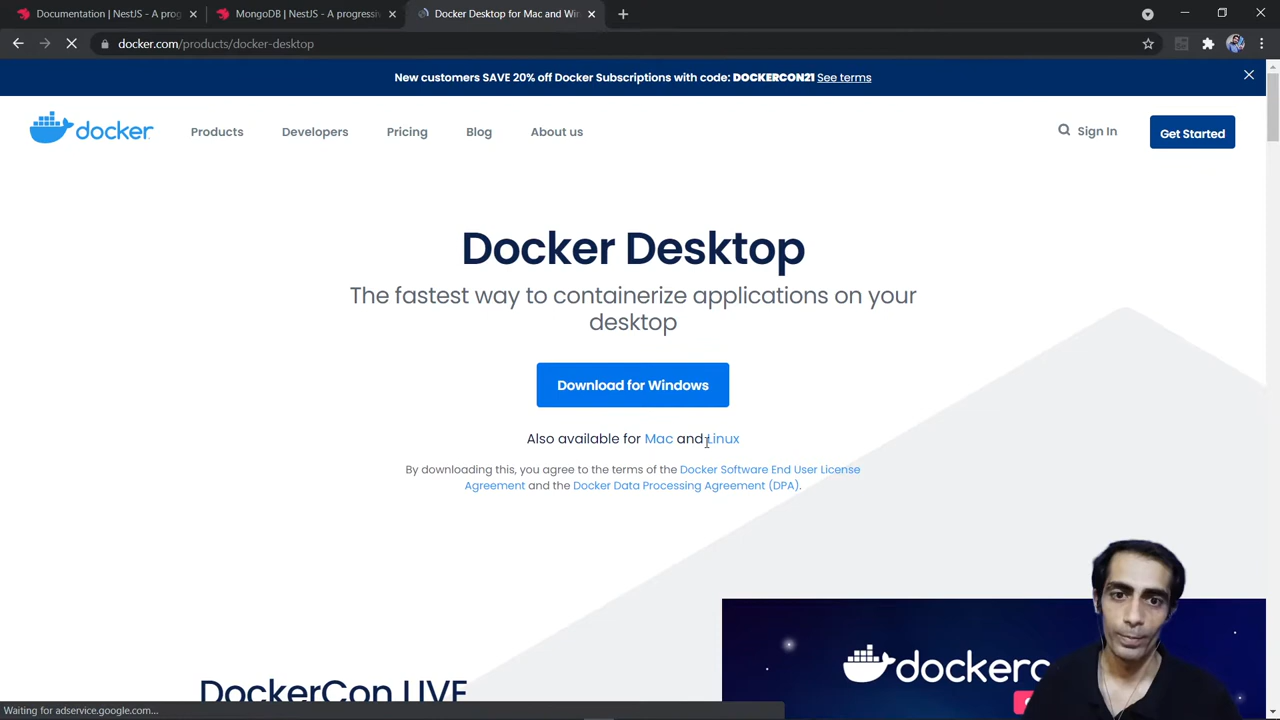 Documentation | NestJS - A prog
MongoDB | NestJS - A progressiv
Docker Desktop for Mac and Win
docker.com/products/docker-desktop
New customers SAVE 20% off Docker Subscriptions with code: DOCKERCON21 See terms
docker
Products
Developers
Pricing
Blog
About us
Sign In
Get Started
Docker Desktop
The fastest way to containerize applications on your
desktop
Download for Windows
Also available for Mac and Linux
By downloading this, you agree to the terms of the Docker Software End User License
Agreement and the Docker Data Processing Agreement (DPA).
DockerCon LIVE
dockerc
Waiting for adservice.google.com...